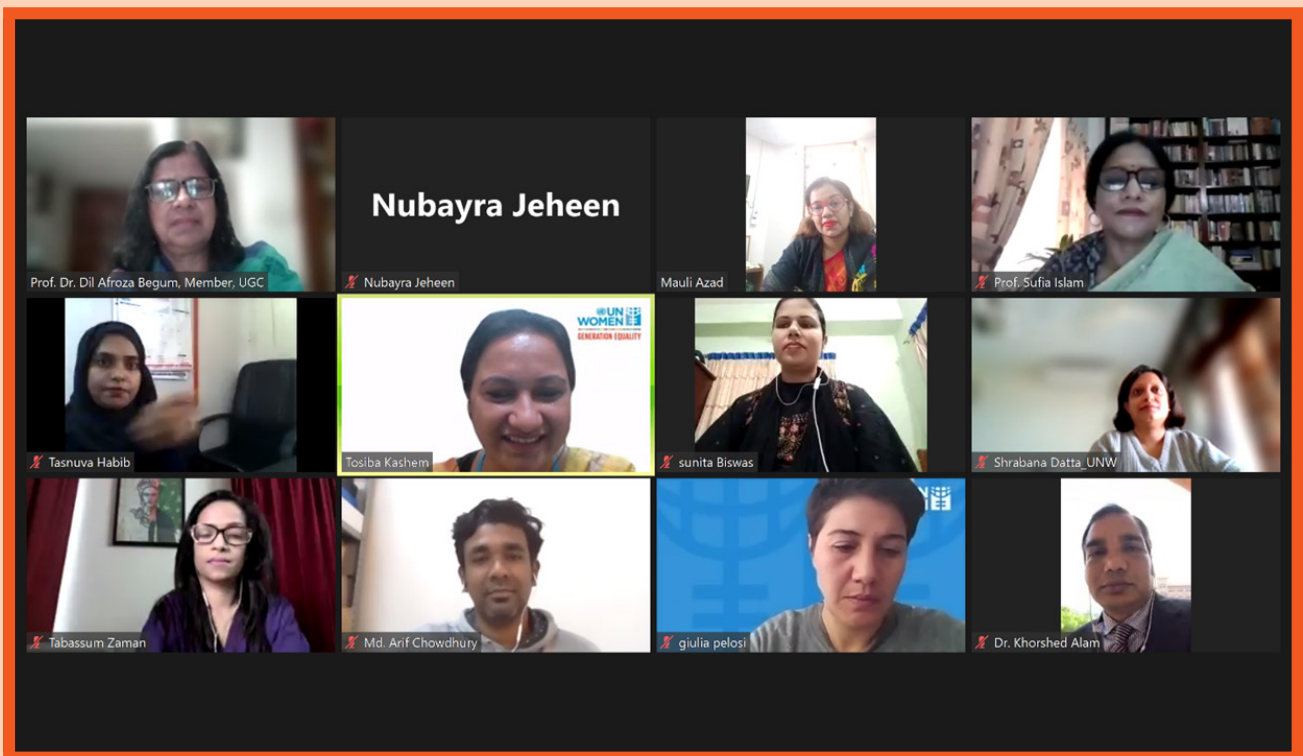 Prof. Dr. Dil Afroza Begum, Member, UGC
Nubayra Jeheen
Nubayra Jeheen
Mauli Azad
Prof. Sufia Islam
Tasnuva Habib
UN
WOMEN
GENERATION EQUALITY
Tosiba Kashem
sunita Biswas
Shrabana Datta_UNW
Tabassum Zaman
Md. Arif Chowdhury
giulia pelosi
Dr. Khorshed Alam